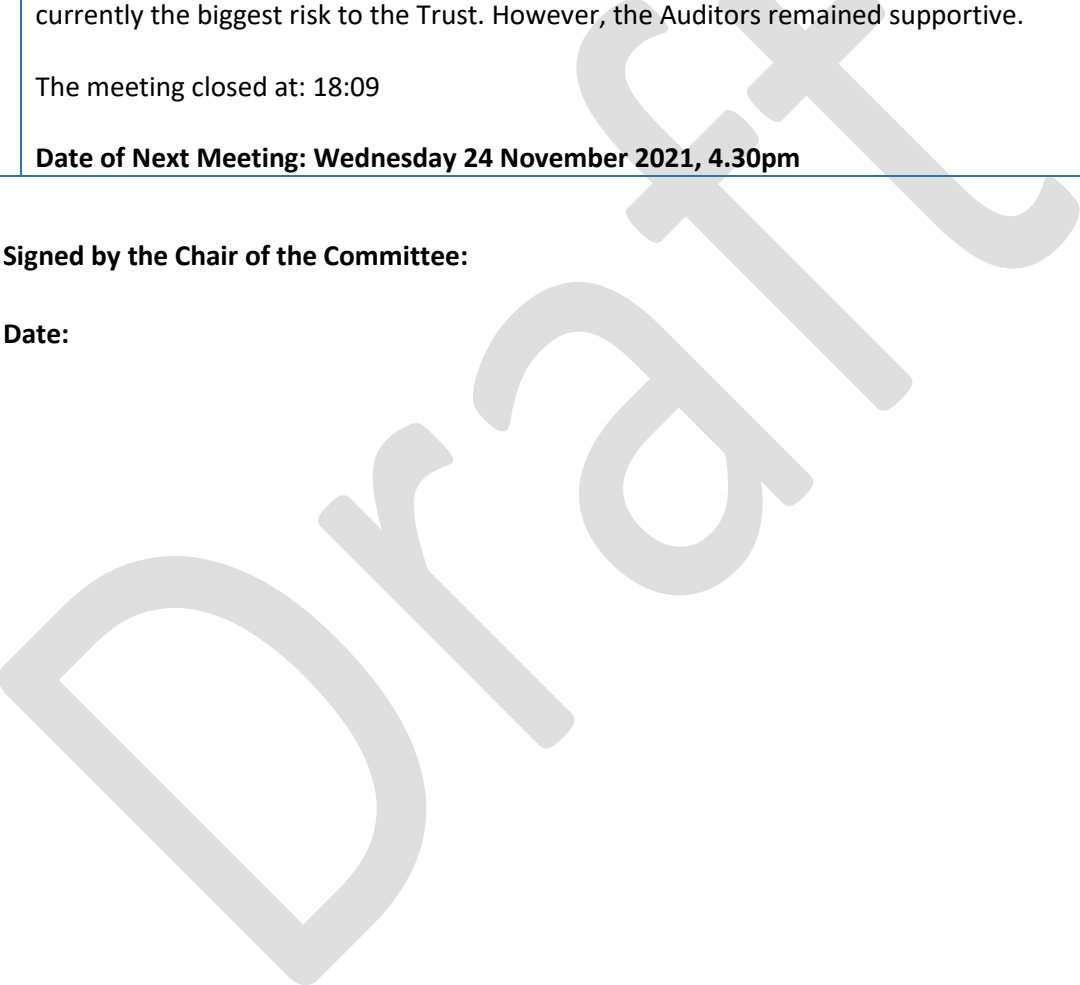 currently the biggest risk to the Trust. However, the Auditors remained supportive.
The meeting closed at: 18:09
Date of Next Meeting: Wednesday 24 November 2021, 4.30pm
Signed by the Chair of the Committee:
Date:
Draft